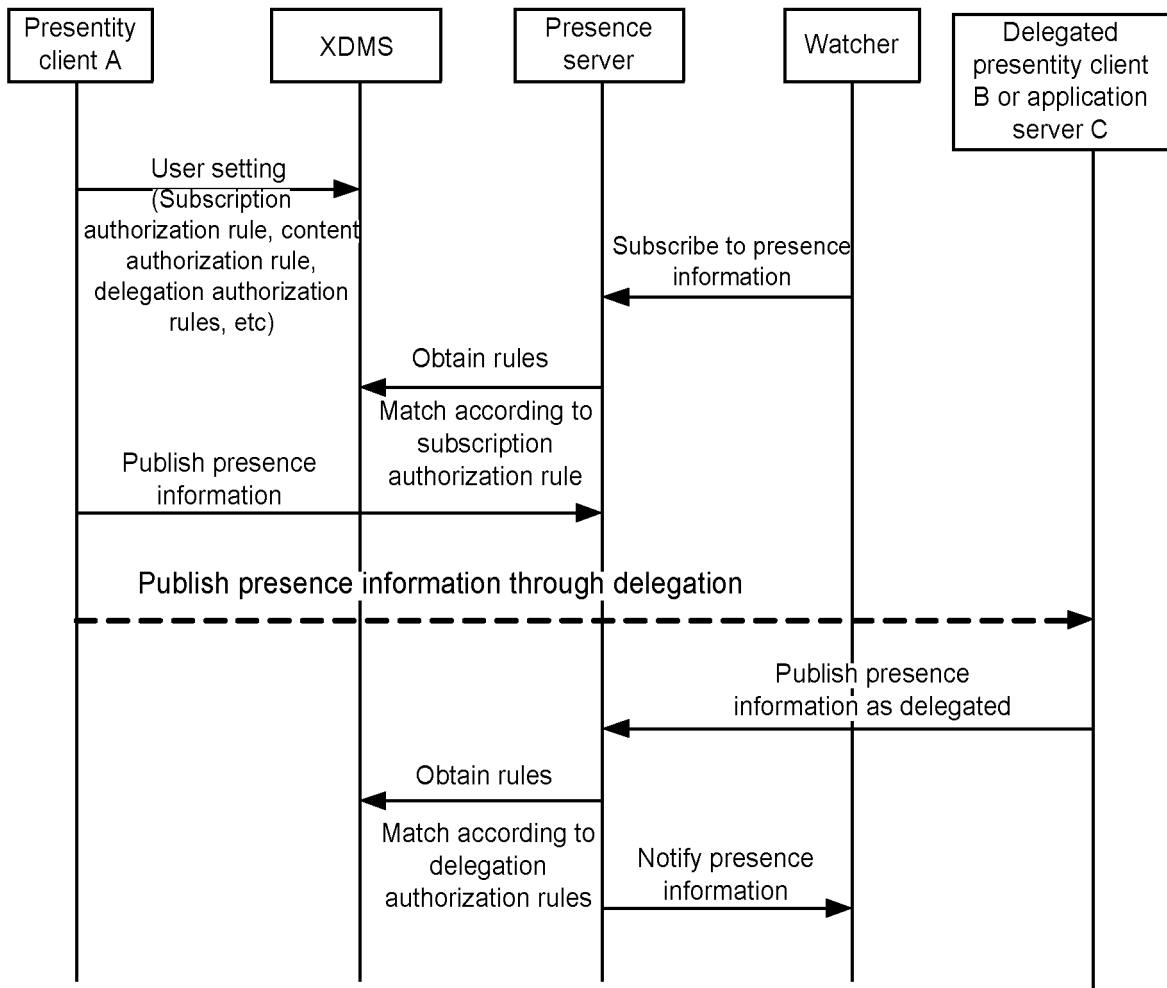 Presentity
client A
XDMS
Presence
server
Watcher
Delegated
presentity client
B or application
server C
User setting
(Subscription
authorization rule, content
authorization rule,
delegation authorization
rules, etc)
Subscribe to presence
information
Obtain rules
Match according to
subscription
authorization rule
Publish presence
information
Publish presence information through delegation
Publish presence
information as delegated
Obtain rules
Match according to
delegation
authorization rules
Notify presence
information